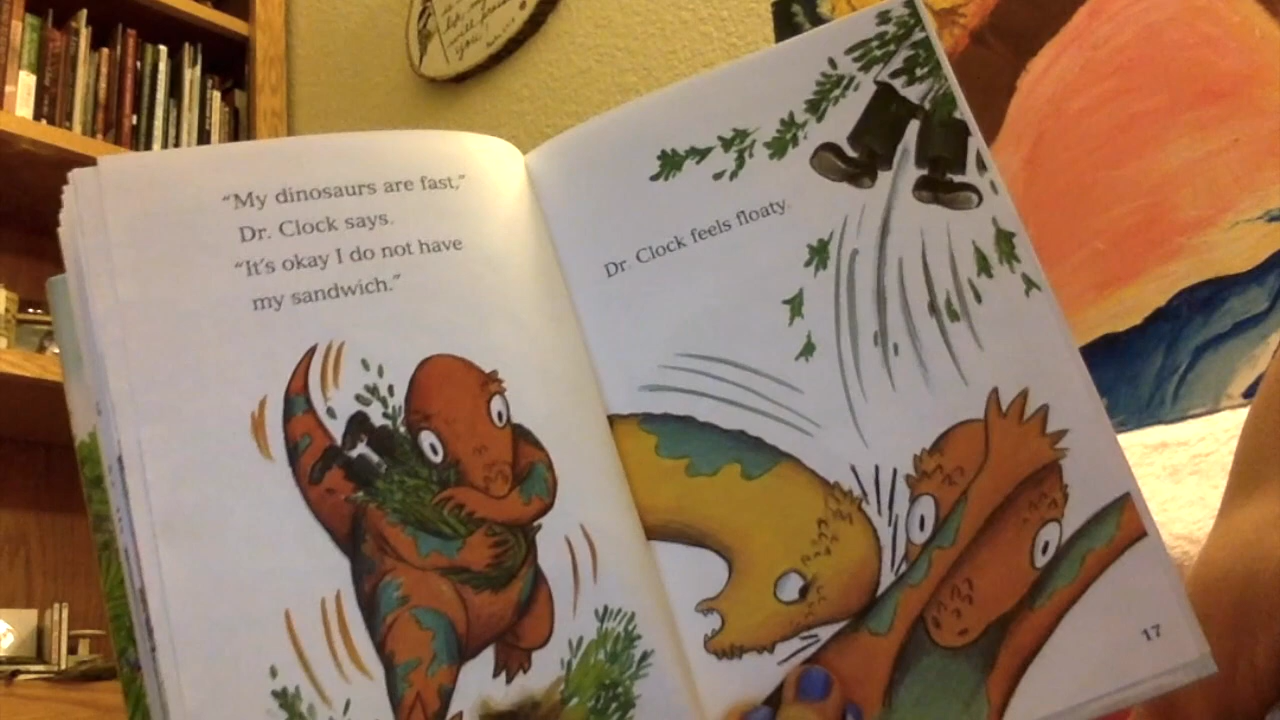 "My dinosaurs are fast,"
Dr. Clock says.
"It's okay I do not have
my sandwich."
Dr. Clock feels floaty.
17
you!